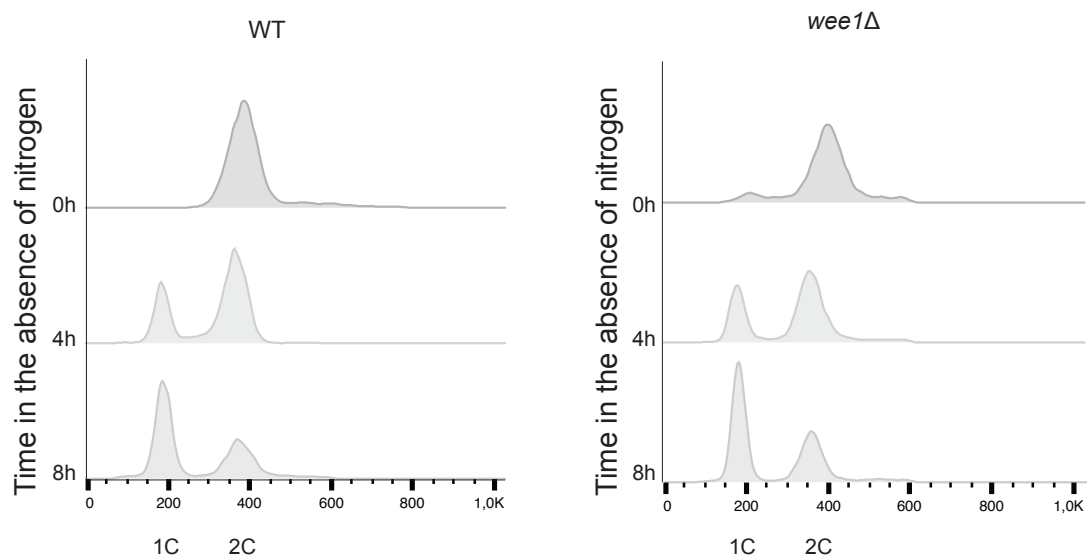 WT
Time in the absence of nitrogen
0h
4h
8h
0 200 400 600 800 1,0K
1C 2C
wee1Δ
Time in the absence of nitrogen
0h
4h
8h
0 200 400 600 800 1,0K
1C 2C